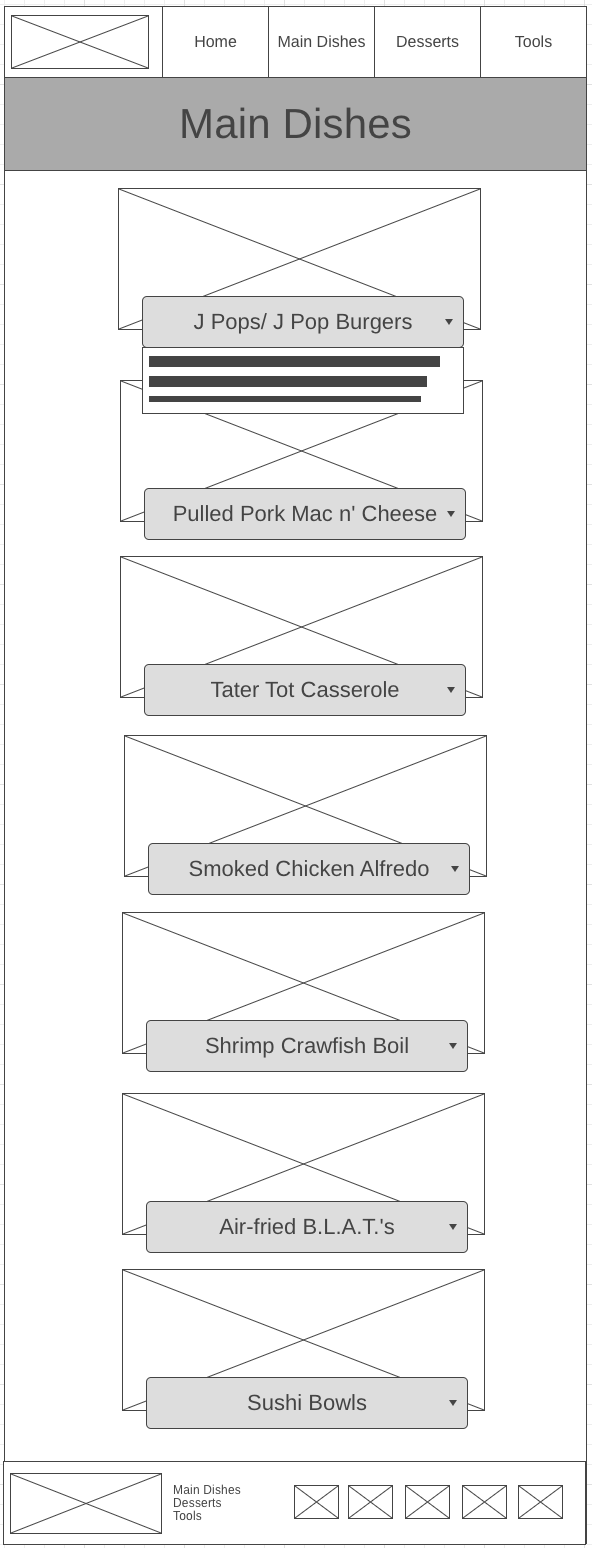 Home
Main Dishes
Desserts
Tools
Main Dishes
J Pops/ J Pop Burgers
Pulled Pork Mac n' Cheese
Tater Tot Casserole
Smoked Chicken Alfredo
Shrimp Crawfish Boil
Air-fried B.L.A.T.'s
Sushi Bowls
Main Dishes
Desserts
Tools